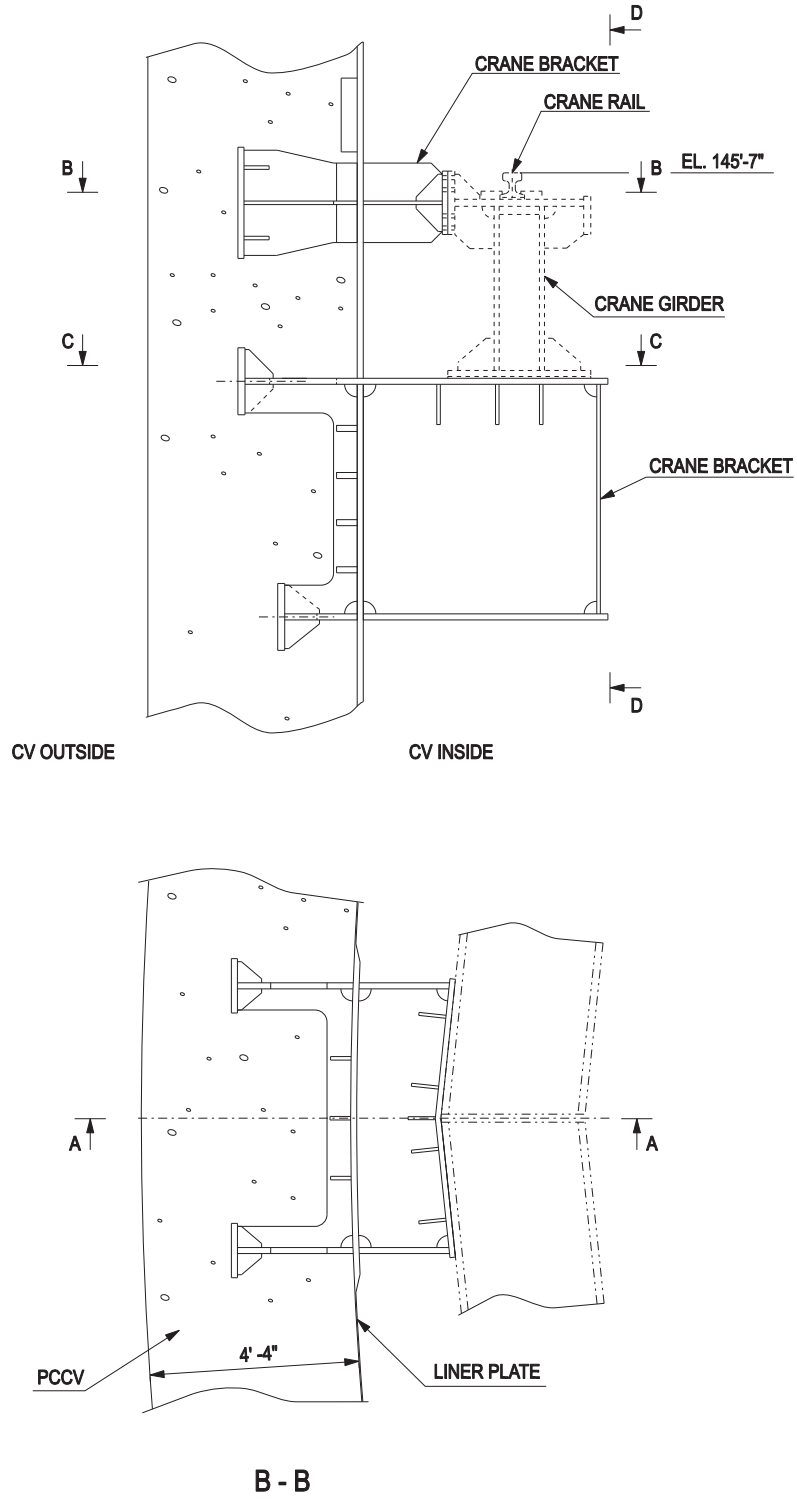 D
CRANE BRACKET
CRANE RAIL
B
B
EL. 145'-7"
CRANE GIRDER
C
C
CRANE BRACKET
D
CV OUTSIDE
CV INSIDE
A
A
4' -4"
PCCV
LINER PLATE
B - B